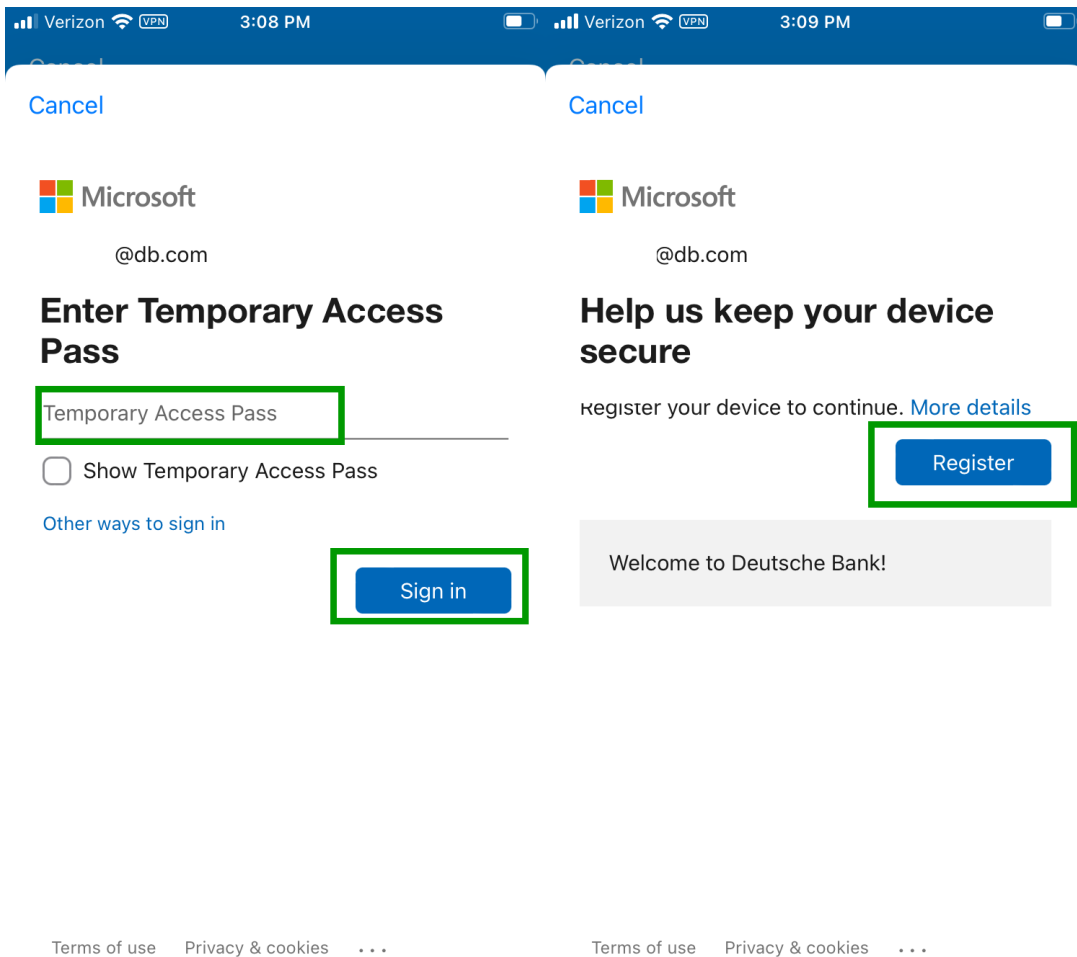 Verizon VPN 3:08 PM
Cancel
Cancel
Microsoft
@db.com
Enter Temporary Access
Pass
Temporary Access Pass
Show Temporary Access Pass
Other ways to sign in
Sign in
Terms of use Privacy & cookies ...
Verizon VPN 3:09 PM
Cancel
Cancel
Microsoft
@db.com
Help us keep your device
secure
Register your device to continue. More details
Register
Welcome to Deutsche Bank!
Terms of use Privacy & cookies ...